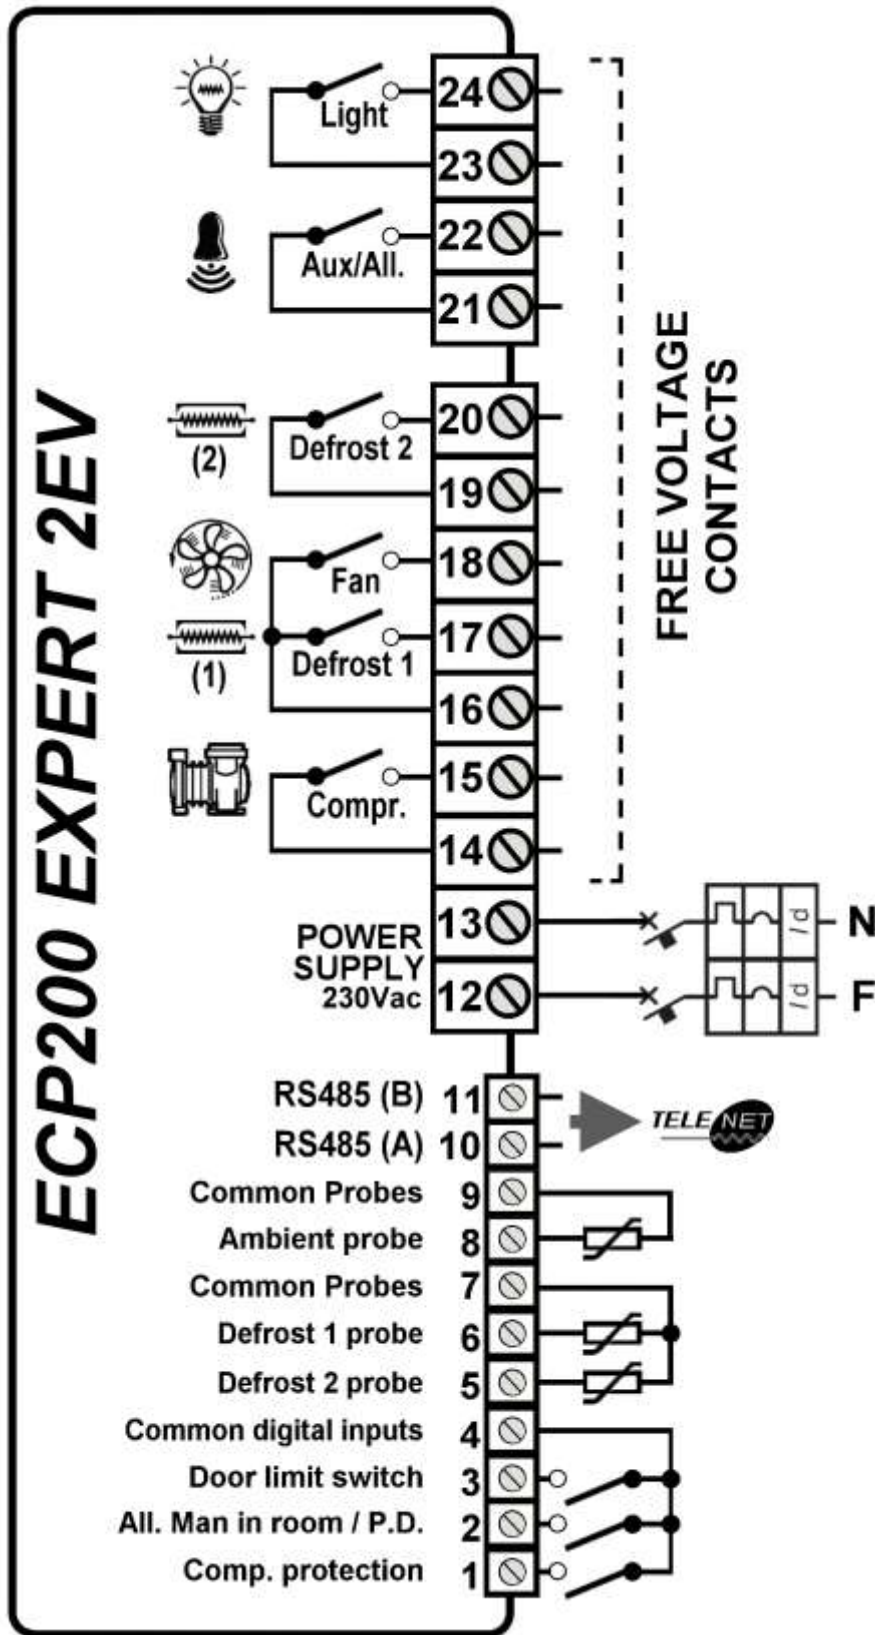 ECP200 EXPERT 2EV
Light
24
23
Aux/All.
22
21
(2)
Defrost 2
20
19
Fan
18
(1)
Defrost 1
17
16
Compr.
15
14
FREE VOLTAGE
CONTACTS
POWER
SUPPLY
230Vac
13
N
12
F
RS485 (B) 11
RS485 (A) 10
TELE NET
Common Probes 9
Ambient probe 8
Common Probes 7
Defrost 1 probe 6
Defrost 2 probe 5
Common digital inputs 4
Door limit switch 3
All. Man in room / P.D. 2
Comp. protection 1